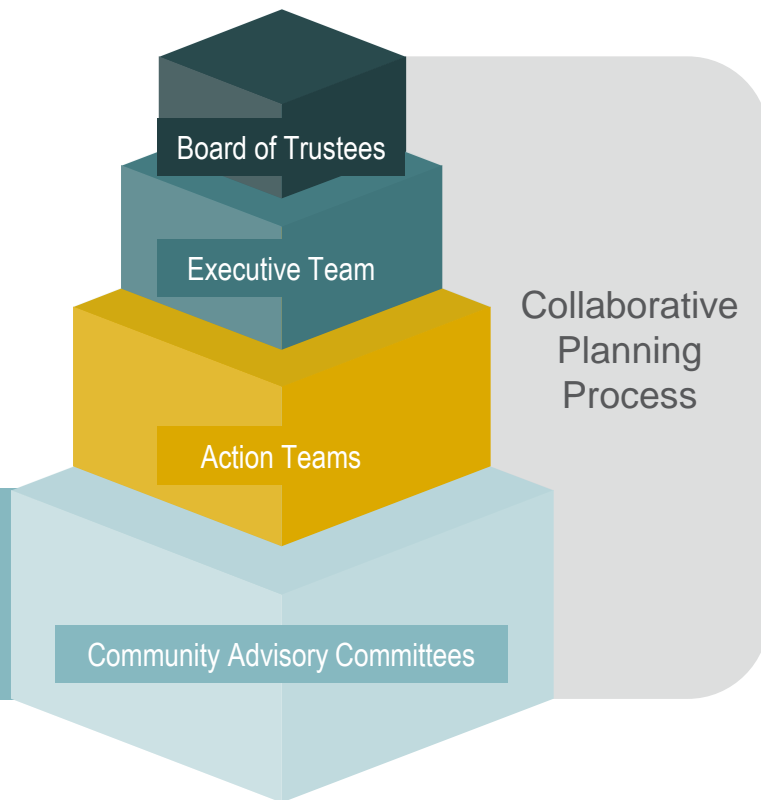 Board of Trustees
Executive Team
Collaborative
Planning
Process
Action Teams
Community Advisory Committees